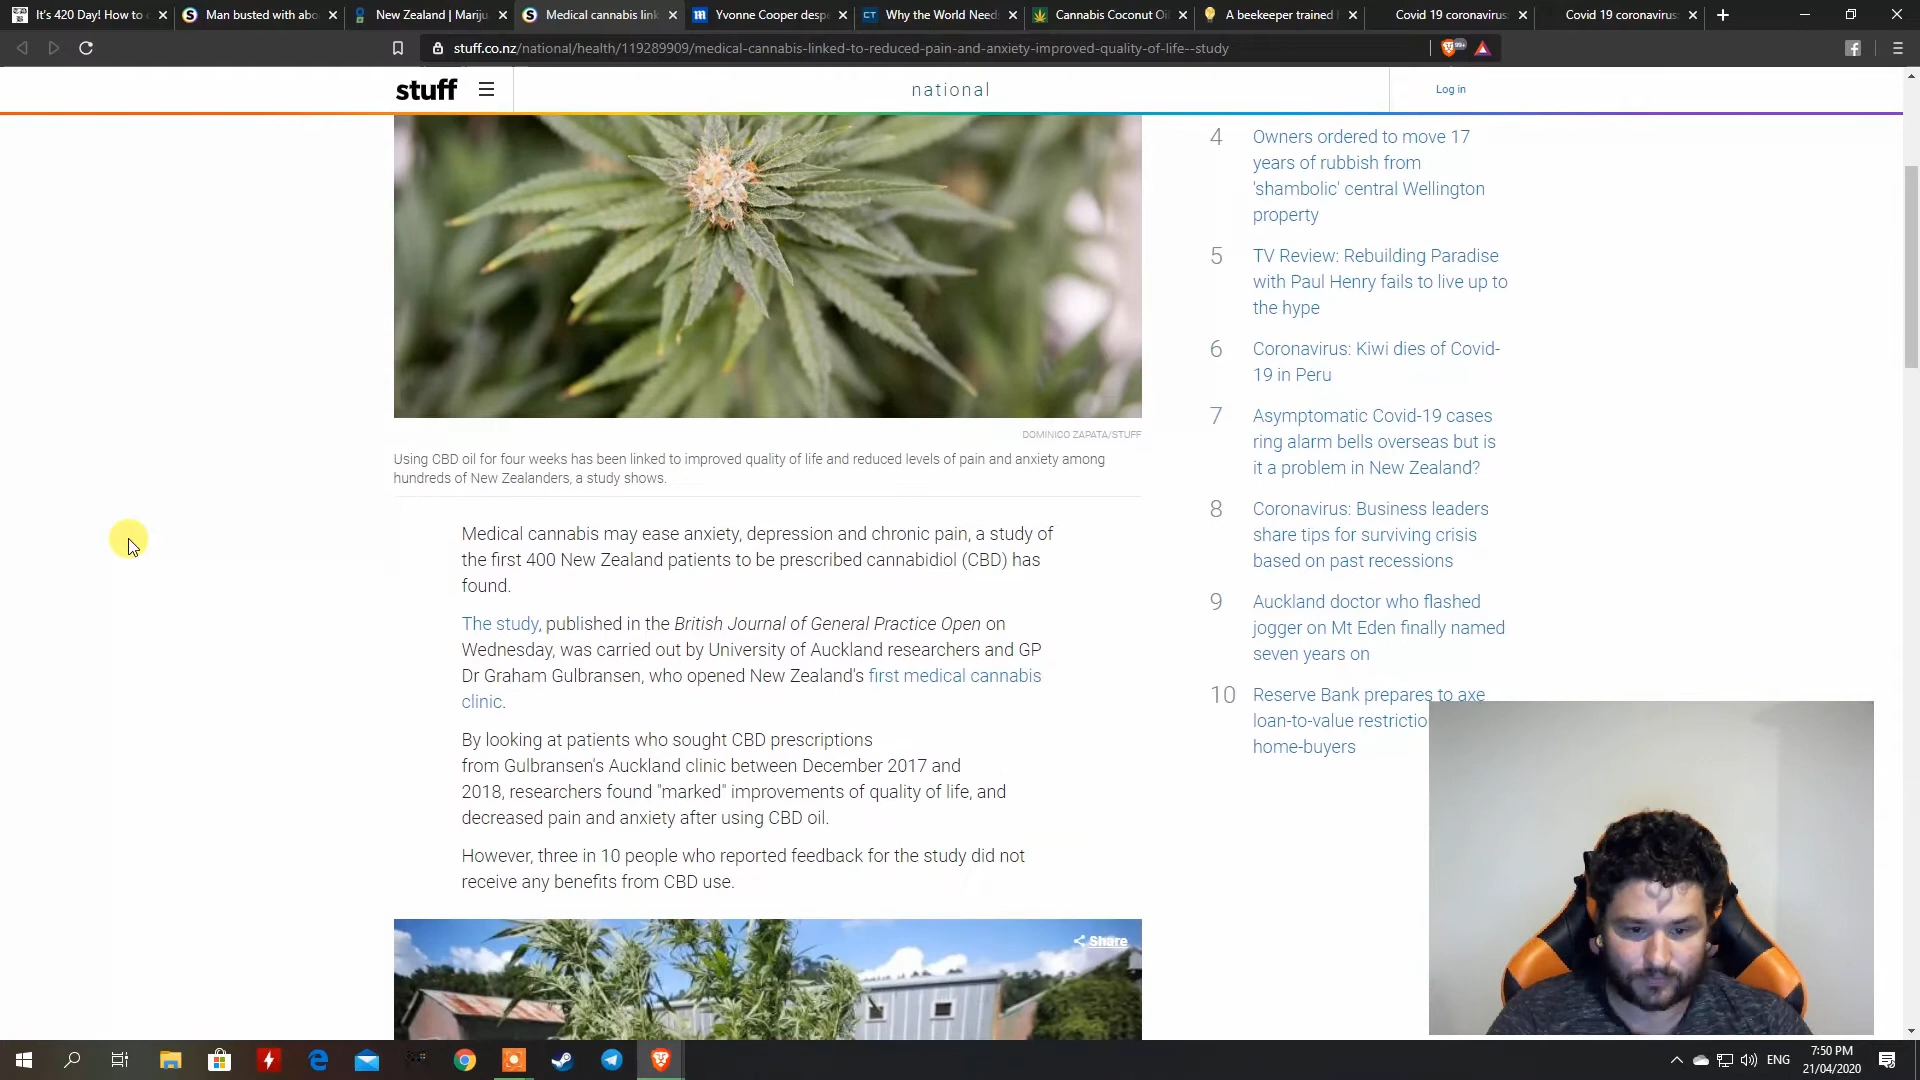 It's 420 Day! How to
Man busted with abo
New Zealand | Mariju
Medical cannabis link
Yvonne Cooper desp
Why the World Need
Cannabis Coconut Oi
A beekeeper trained
Covid 19 coronavirus
Covid 19 coronavirus
stuff.co.nz/national/health/119289909/medical-cannabis-linked-to-reduced-pain-and-anxiety-improved-quality-of-life--study
stuff
national
Log in
DOMINICO ZAPATA/STUFF
Using CBD oil for four weeks has been linked to improved quality of life and reduced levels of pain and anxiety among
hundreds of New Zealanders, a study shows.
Medical cannabis may ease anxiety, depression and chronic pain, a study of
the first 400 New Zealand patients to be prescribed cannabidiol (CBD) has
found.
The study, published in the British Journal of General Practice Open on
Wednesday, was carried out by University of Auckland researchers and GP
Dr Graham Gulbransen, who opened New Zealand's first medical cannabis
clinic.
By looking at patients who sought CBD prescriptions
from Gulbransen's Auckland clinic between December 2017 and
2018, researchers found "marked" improvements of quality of life, and
decreased pain and anxiety after using CBD oil.
However, three in 10 people who reported feedback for the study did not
receive any benefits from CBD use.
Share
4 Owners ordered to move 17
years of rubbish from
'shambolic' central Wellington
property
5 TV Review: Rebuilding Paradise
with Paul Henry fails to live up to
the hype
6 Coronavirus: Kiwi dies of Covid-
19 in Peru
7 Asymptomatic Covid-19 cases
ring alarm bells overseas but is
it a problem in New Zealand?
8 Coronavirus: Business leaders
share tips for surviving crisis
based on past recessions
9 Auckland doctor who flashed
jogger on Mt Eden finally named
seven years on
10 Reserve Bank prepares to axe
loan-to-value restrictio
home-buyers
ENG
7:50 PM
21/04/2020